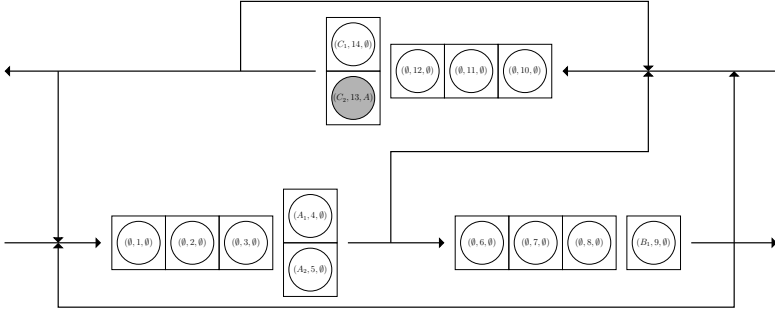 (C₁, 14, ∅)
(∅, 12, ∅) (∅, 11, ∅) (∅, 10, ∅)
(C₂, 13, A)
(A₁, 4, ∅)
(∅, 1, ∅) (∅, 2, ∅) (∅, 3, ∅) (∅, 6, ∅) (∅, 7, ∅) (∅, 8, ∅) (B₁, 9, ∅)
(A₂, 5, ∅)